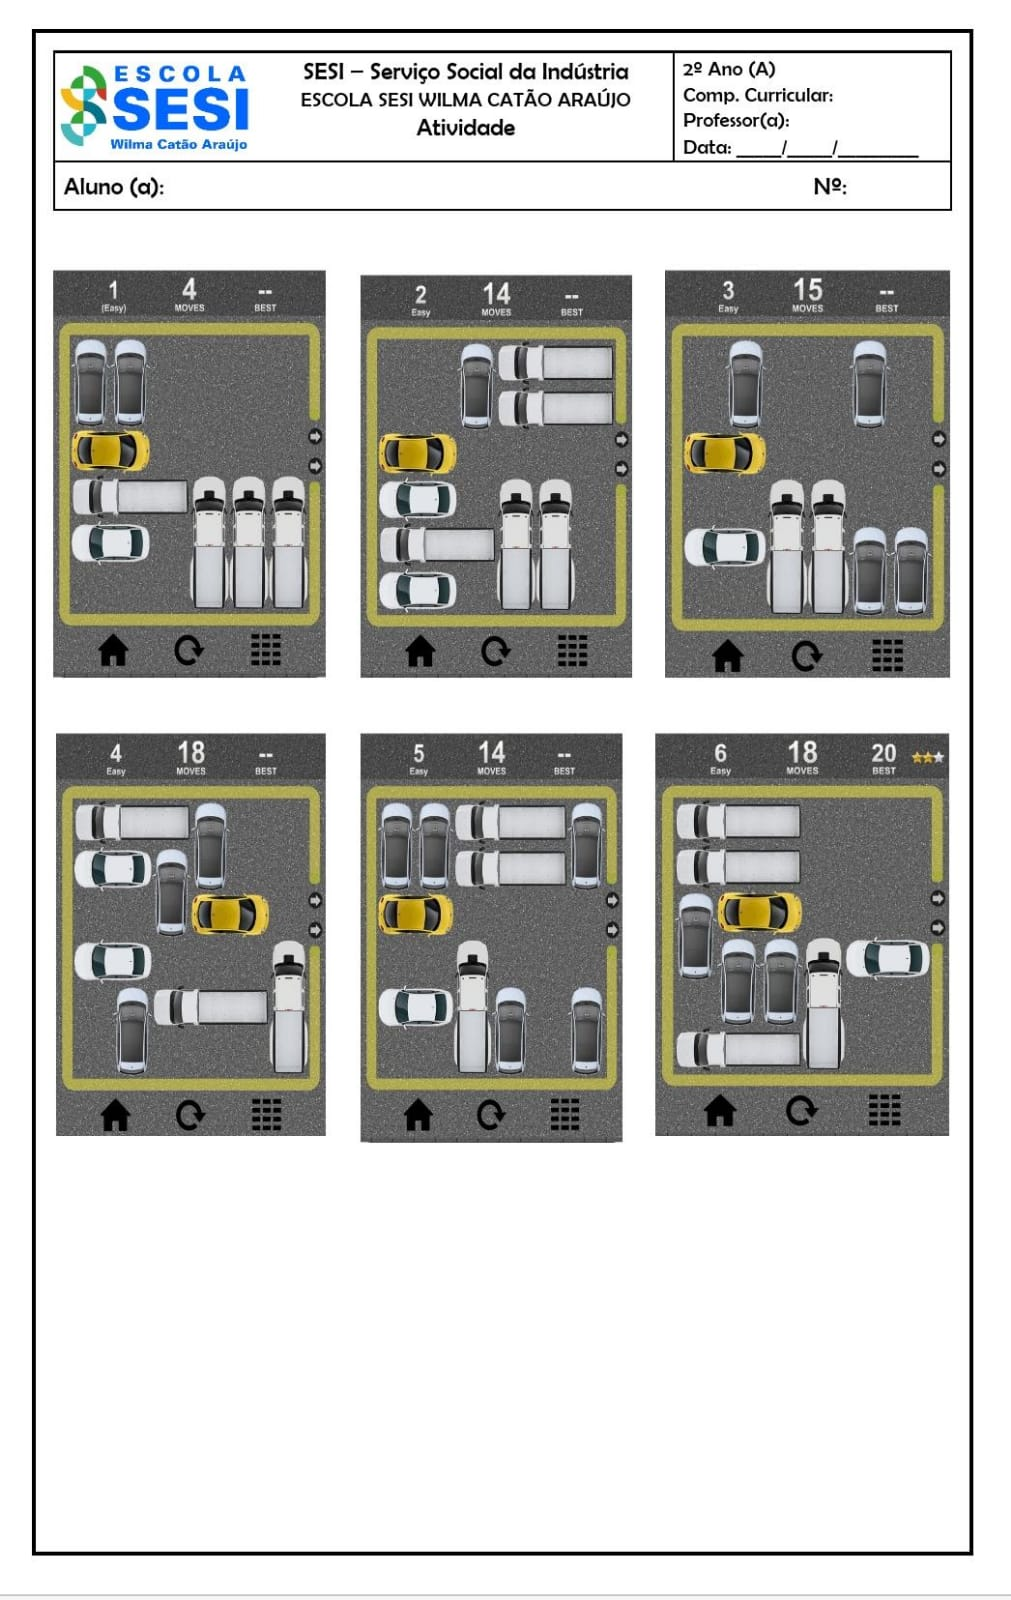 ESCOLA
SESI
Wilma Catão Araújo
SESI – Serviço Social da Indústria
ESCOLA SESI WILMA CATÃO ARAÚJO
Atividade
2º Ano (A)
Comp. Curricular:
Professor(a):
Data: ____/____/________
Aluno (a):
Nº:
1 4 --
(Easy) MOVES BEST
2 14 --
Easy MOVES BEST
3 15 --
Easy MOVES BEST
4 18 --
Easy MOVES BEST
5 14 --
Easy MOVES BEST
6 18 20
Easy MOVES BEST